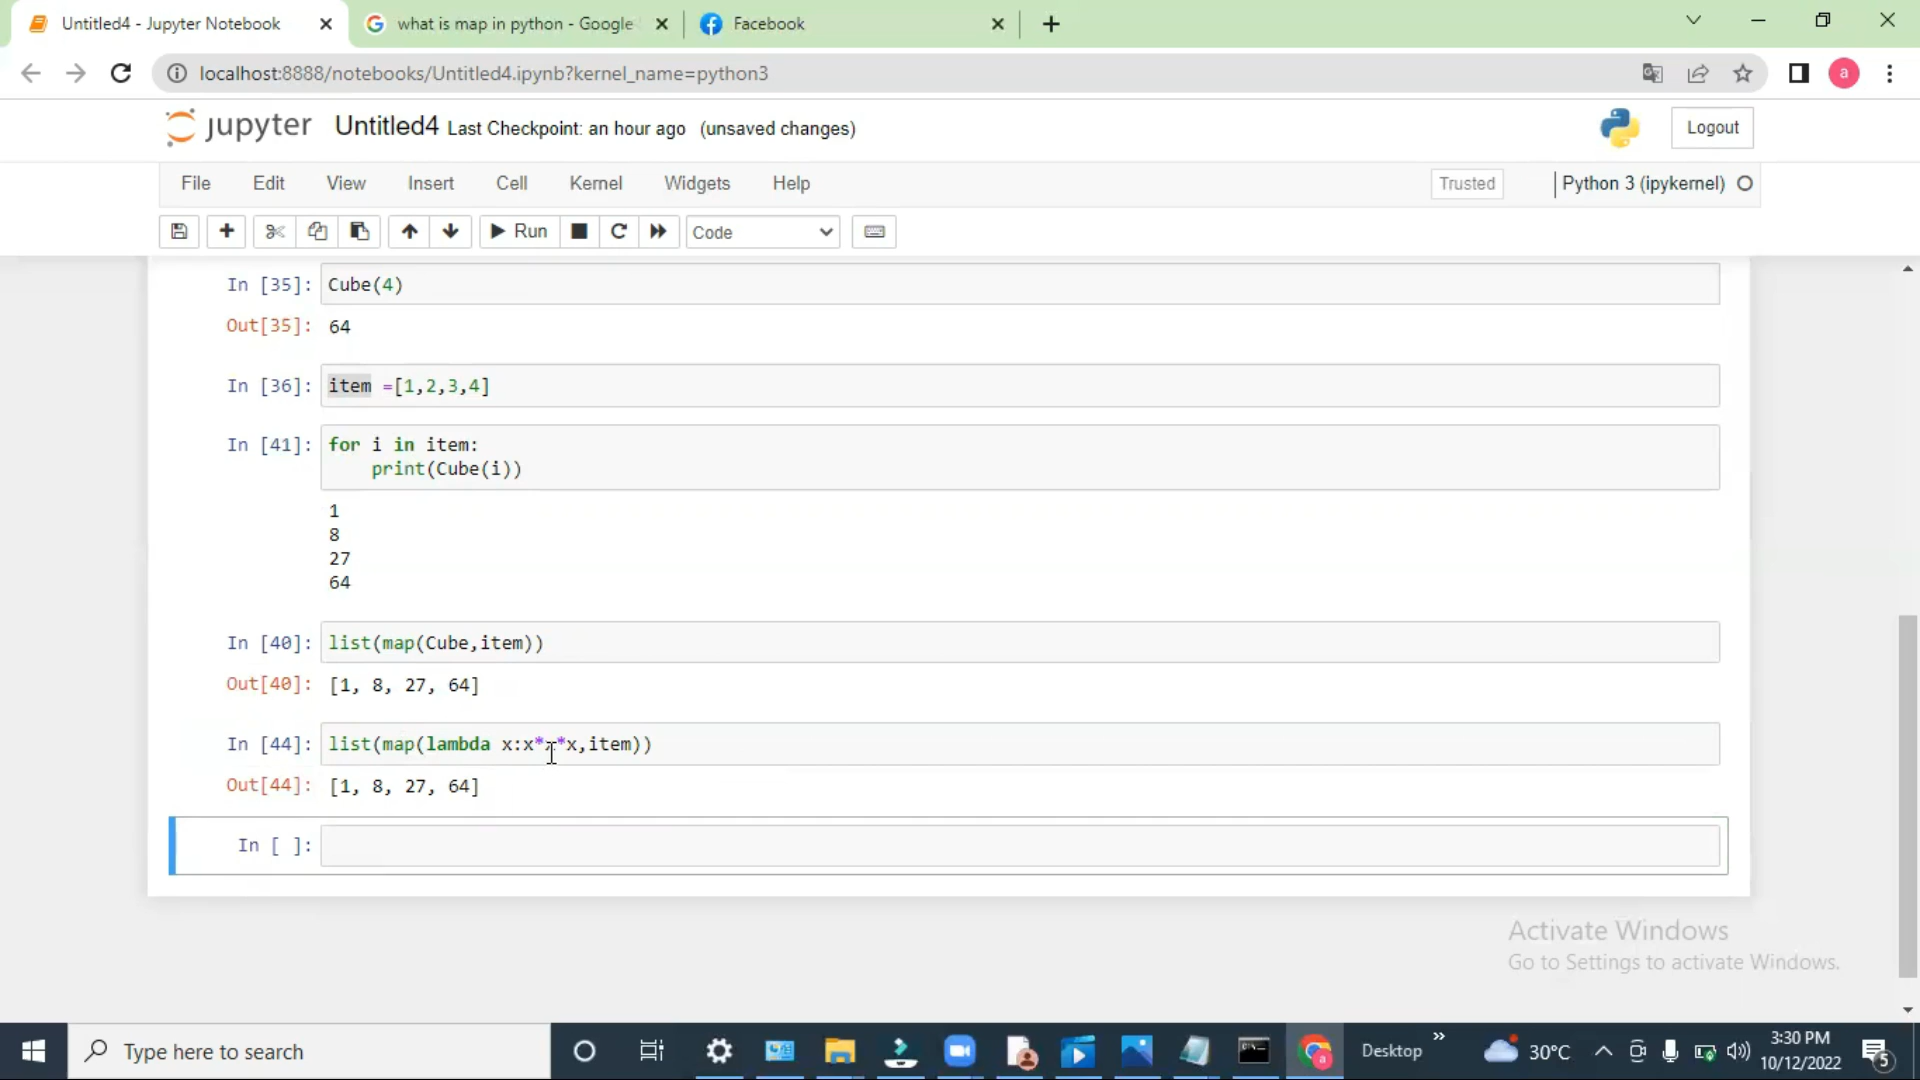 Untitled4 - Jupyter Notebook
what is map in python - Google
Facebook
localhost:8888/notebooks/Untitled4.ipynb?kernel_name=python3
a
jupyter Untitled4 Last Checkpoint: an hour ago (unsaved changes)
Logout
File Edit View Insert Cell Kernel Widgets Help
Trusted
Python 3 (ipykernel)
Run
Code
In [35]: Cube(4)
Out[35]: 64
In [36]: item =[1,2,3,4]
In [41]: for i in item:
print(Cube(i))
1
8
27
64
In [40]: list(map(Cube,item))
Out[40]: [1, 8, 27, 64]
In [44]: list(map(lambda x:x*x*x,item))
Out[44]: [1, 8, 27, 64]
In [ ]:
Activate Windows
Go to Settings to activate Windows.
Type here to search
Desktop
30°C
3:30 PM
10/12/2022
5